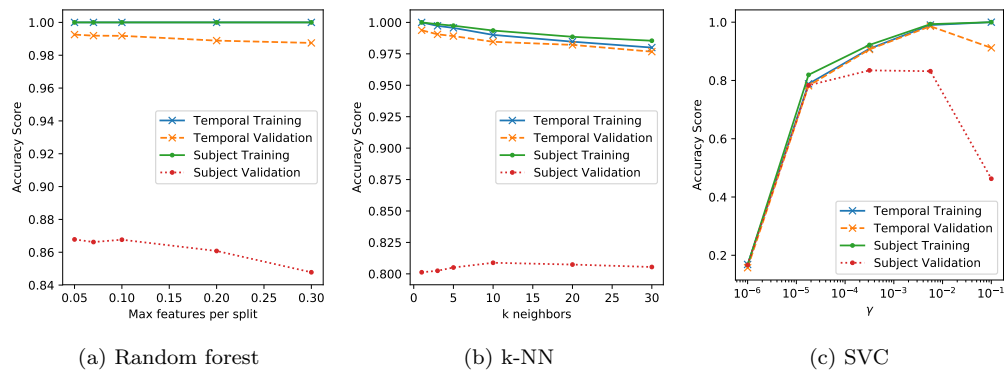 1.00
0.98
0.96
0.94
0.92
0.90
0.88
0.86
0.84
Accuracy Score
Temporal Training
Temporal Validation
Subject Training
Subject Validation
0.05 0.10 0.15 0.20 0.25 0.30
Max features per split
(a) Random forest
1.000
0.975
0.950
0.925
0.900
0.875
0.850
0.825
0.800
Accuracy Score
Temporal Training
Temporal Validation
Subject Training
Subject Validation
0 5 10 15 20 25 30
k neighbors
(b) k-NN
1.0
0.8
0.6
0.4
0.2
Accuracy Score
Temporal Training
Temporal Validation
Subject Training
Subject Validation
10⁻⁶ 10⁻⁵ 10⁻⁴ 10⁻³ 10⁻² 10⁻¹
γ
(c) SVC